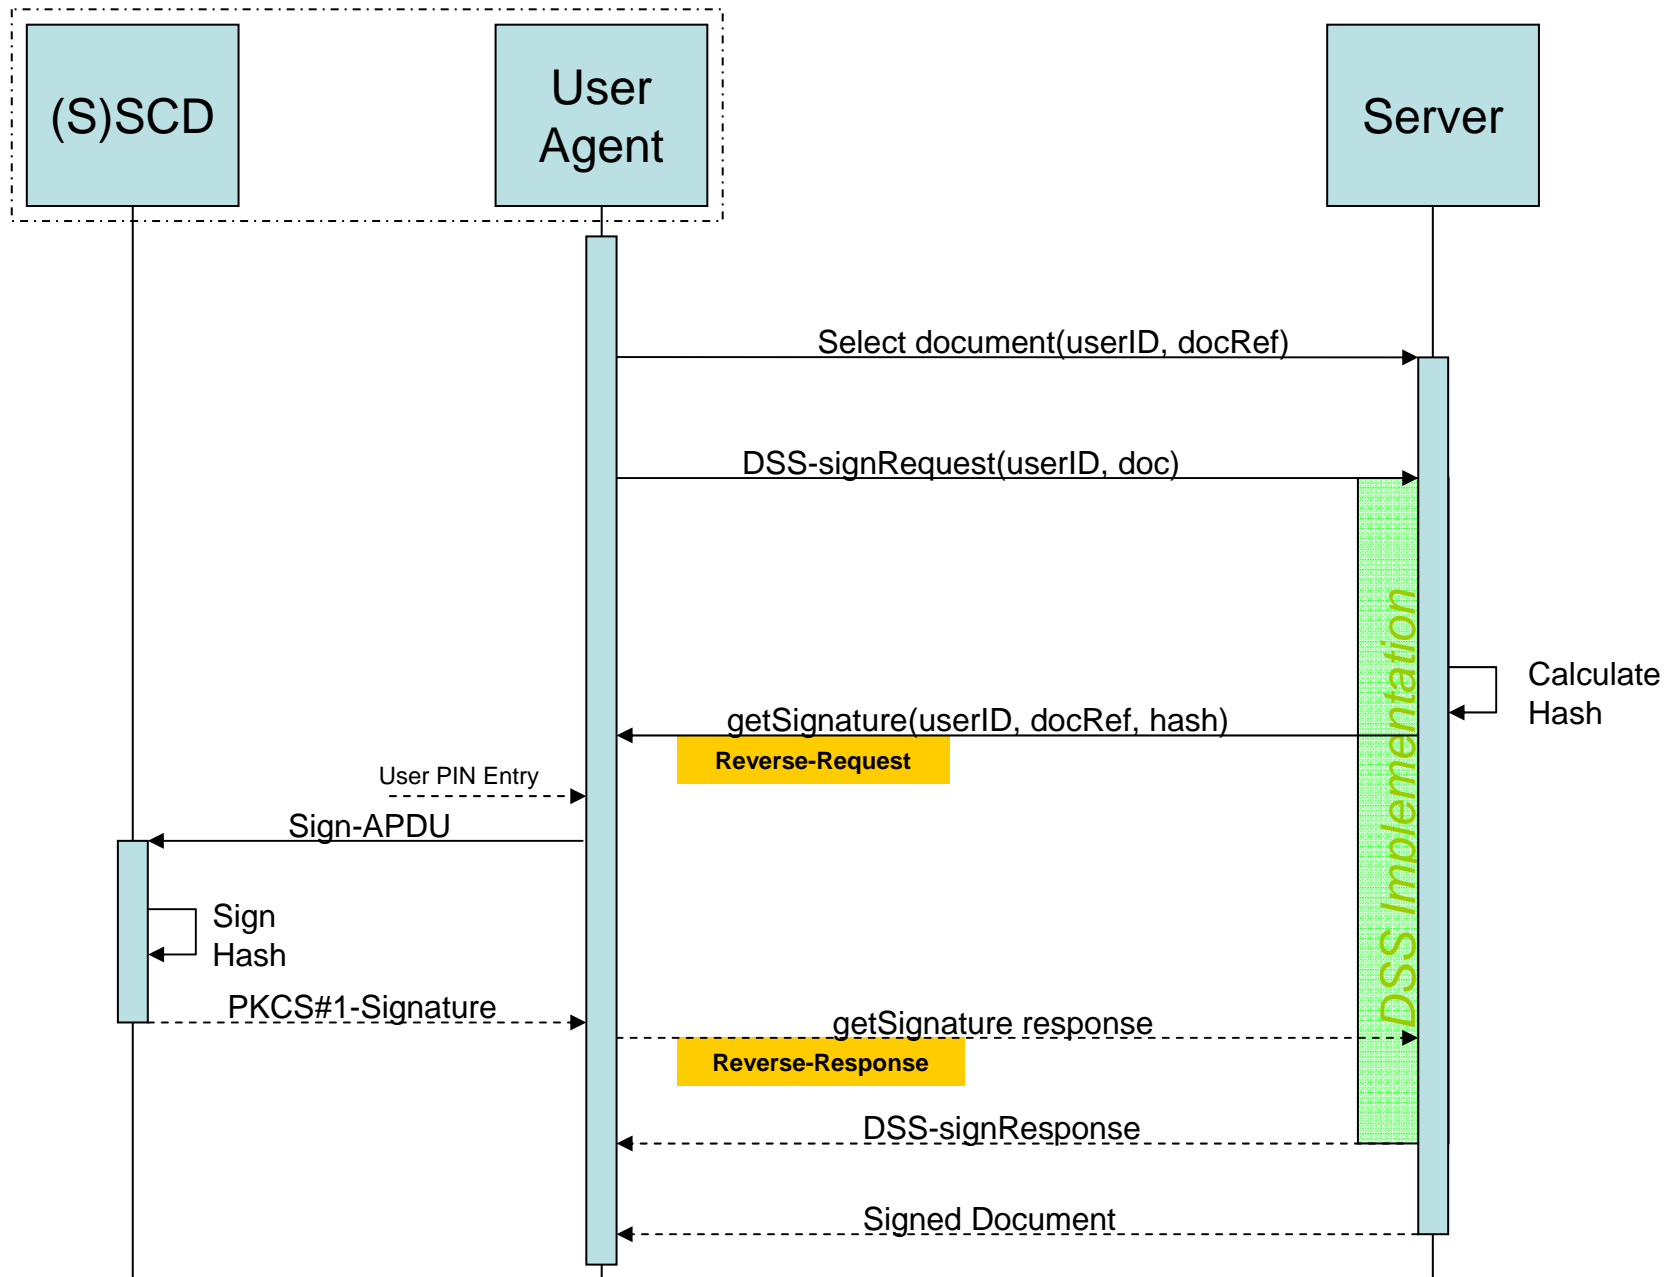 (S)SCD
User
Agent
Server
Select document(userID, docRef)
DSS-signRequest(userID, doc)
DSS Implementation
Calculate
Hash
getSignature(userID, docRef, hash)
Reverse-Request
User PIN Entry
Sign-APDU
Sign
Hash
PKCS#1-Signature
getSignature response
Reverse-Response
DSS-signResponse
Signed Document